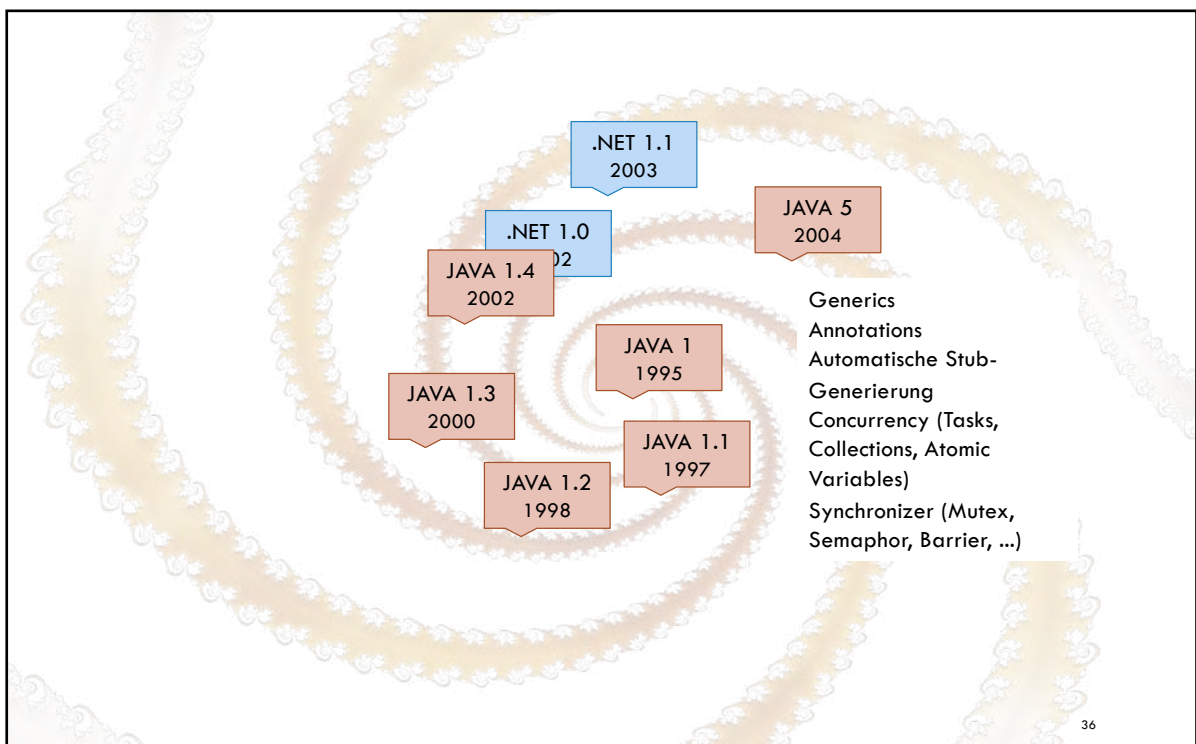 .NET 1.1
2003
JAVA 5
2004
.NET 1.0
02
JAVA 1.4
2002
Generics
Annotations
Automatische Stub-
Generierung
Concurrency (Tasks,
Collections, Atomic
Variables)
Synchronizer (Mutex,
Semaphor, Barrier, ...)
JAVA 1
1995
JAVA 1.3
2000
JAVA 1.1
1997
JAVA 1.2
1998
36